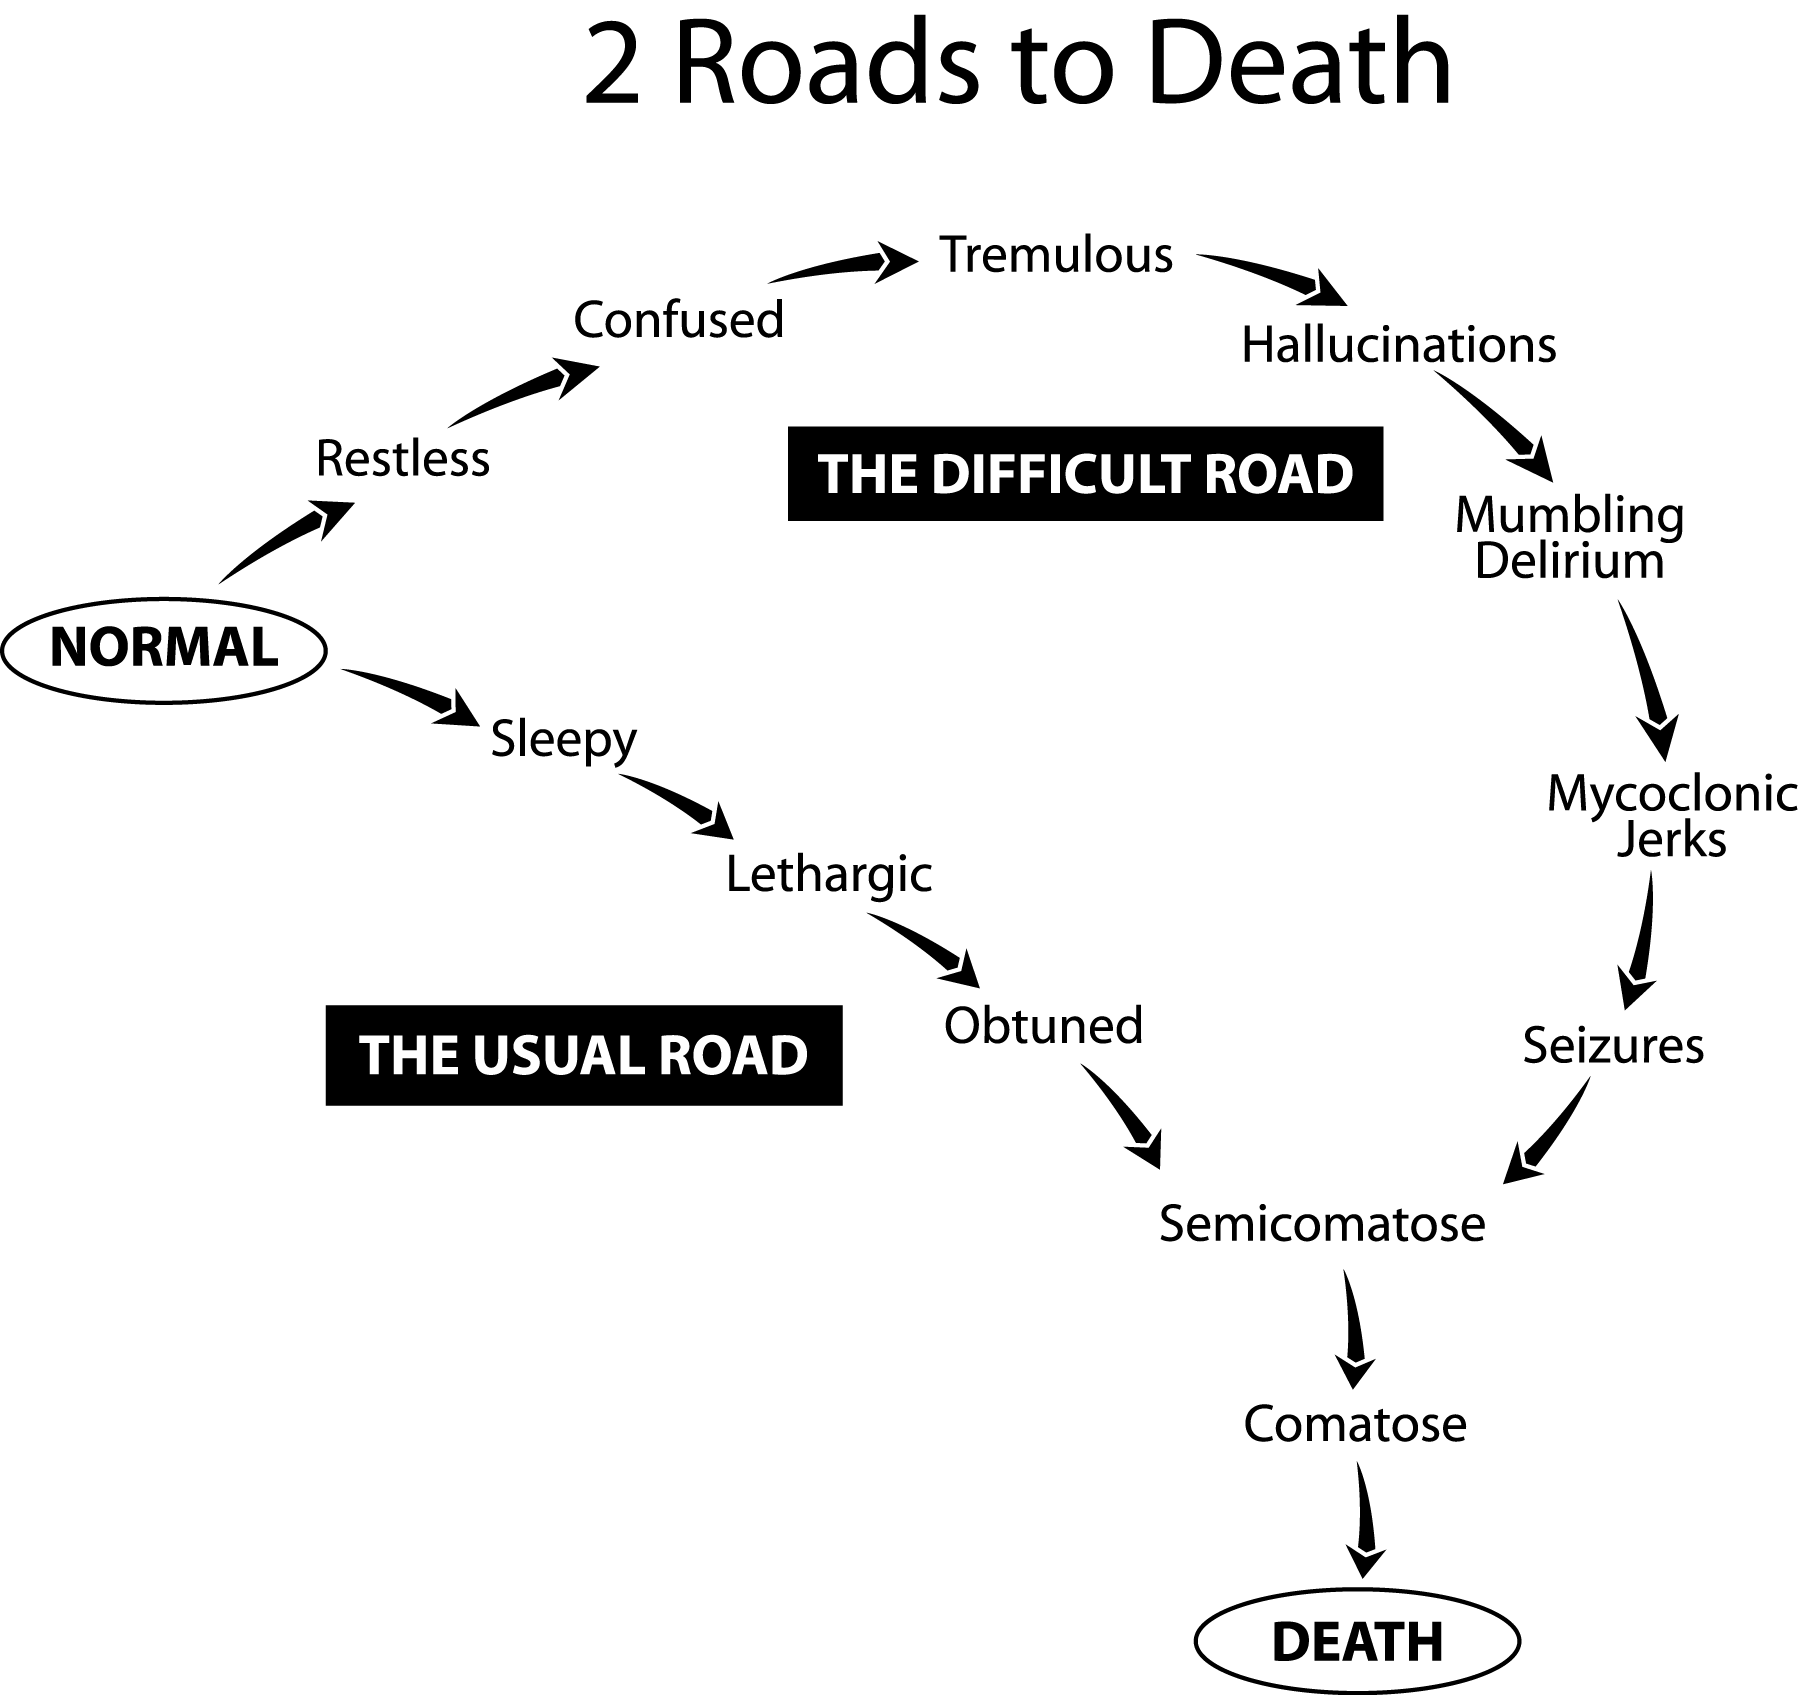 2 Roads to Death
Tremulous
Confused
Hallucinations
Restless
THE DIFFICULT ROAD
Mumbling
Delirium
NORMAL
Sleepy
Mycoclonic
Jerks
Lethargic
Obtuned
THE USUAL ROAD
Seizures
Semicomatose
Comatose
DEATH